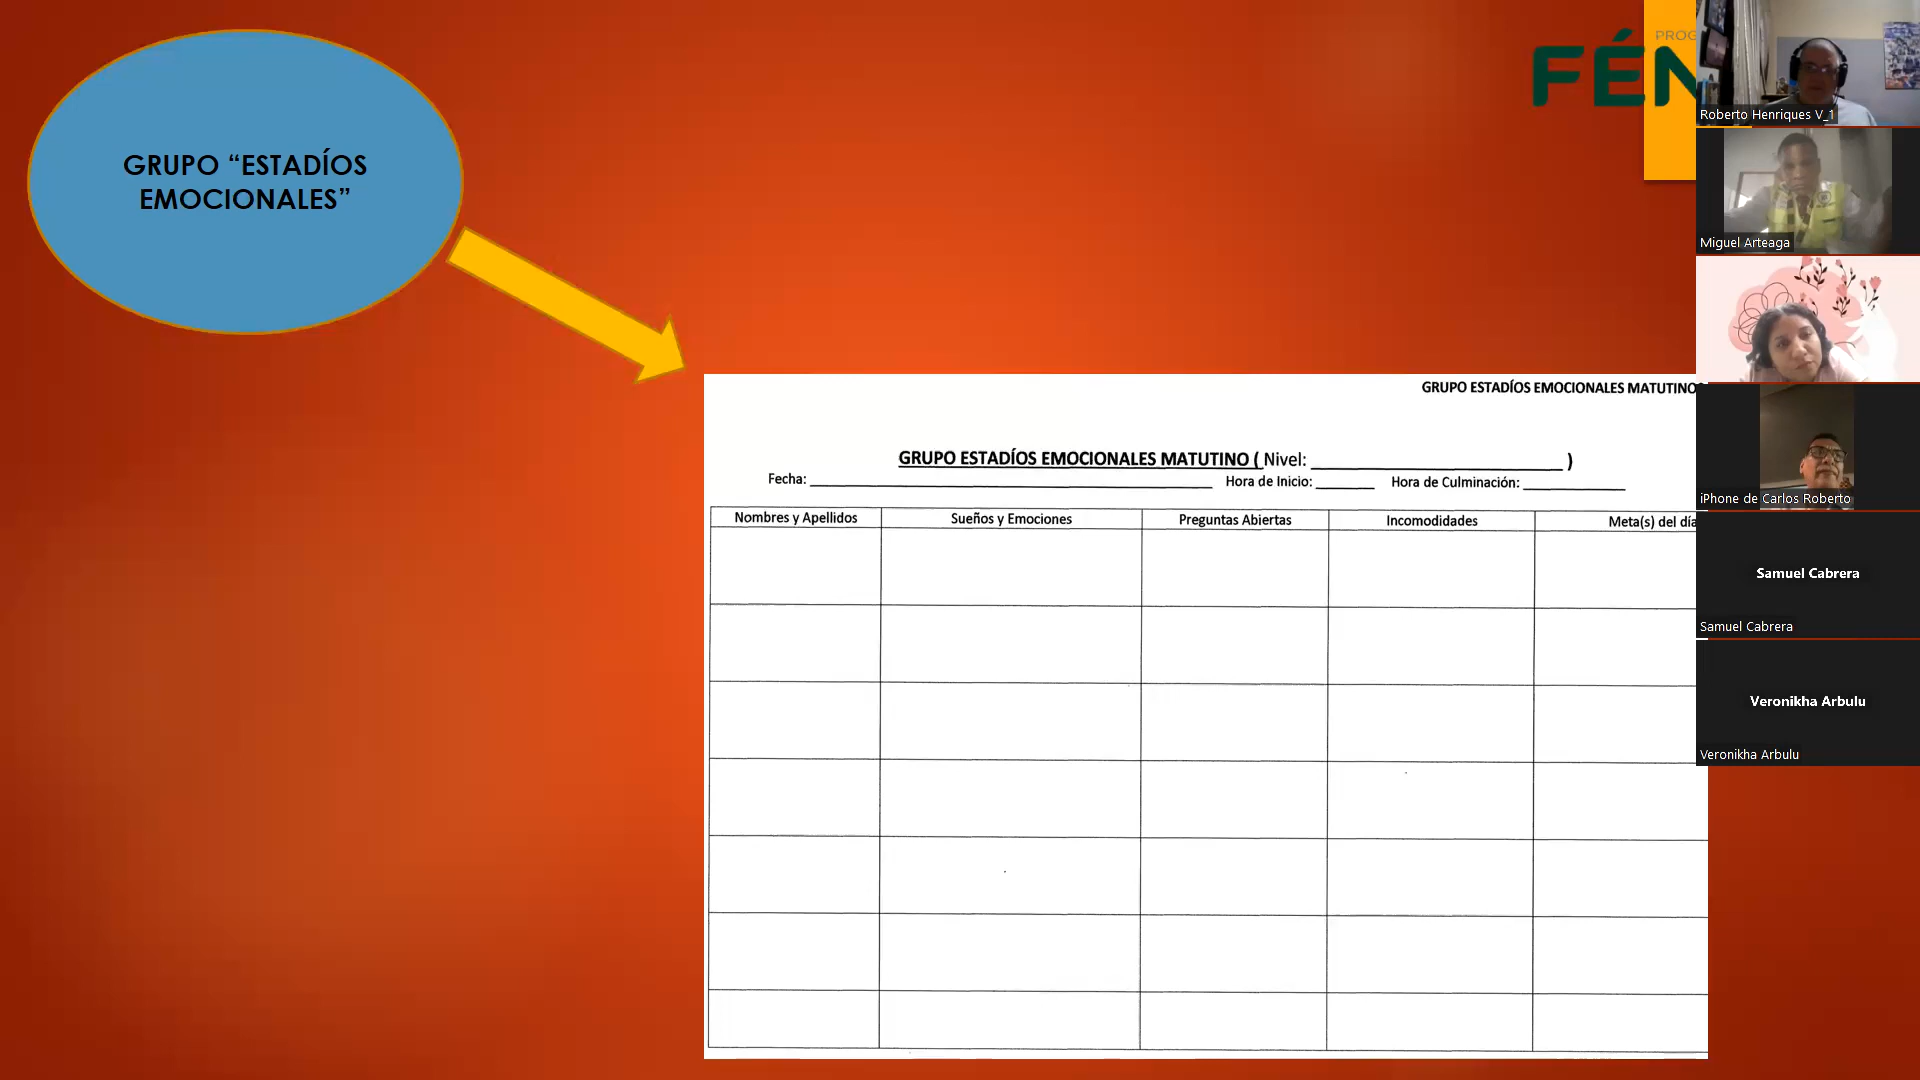 GRUPO “ESTADÍOS
EMOCIONALES”
PROG
FÉN
GRUPO ESTADÍOS EMOCIONALES MATUTINO
GRUPO ESTADÍOS EMOCIONALES MATUTINO ( Nivel: )
Fecha: Hora de Inicio: Hora de Culminación:
Nombres y Apellidos Sueños y Emociones Preguntas Abiertas Incomodidades Meta(s) del día
Roberto Henriques V_1
Miguel Arteaga
iPhone de Carlos Roberto
Samuel Cabrera
Samuel Cabrera
Veronikha Arbulu
Veronikha Arbulu